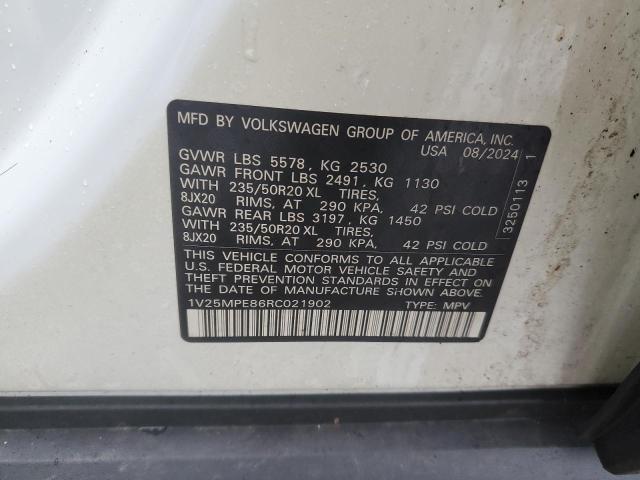 MFD BY VOLKSWAGEN GROUP OF AMERICA, INC.
USA 08/2024
GVWR LBS 5578, KG 2530
GAWR FRONT LBS 2491, KG 1130
WITH 235/50R20 XL TIRES,
8JX20 RIMS, AT 290 KPA, 42 PSI COLD
GAWR REAR LBS 3197, KG 1450
WITH 235/50R20 XL TIRES,
8JX20 RIMS, AT 290 KPA, 42 PSI COLD
THIS VEHICLE CONFORMS TO ALL APPLICABLE
U.S. FEDERAL MOTOR VEHICLE SAFETY AND
THEFT PREVENTION STANDARDS IN EFFECT ON
THE DATE OF MANUFACTURE SHOWN ABOVE.
1V25MPE86RC021902 TYPE: MPV
3250113 1